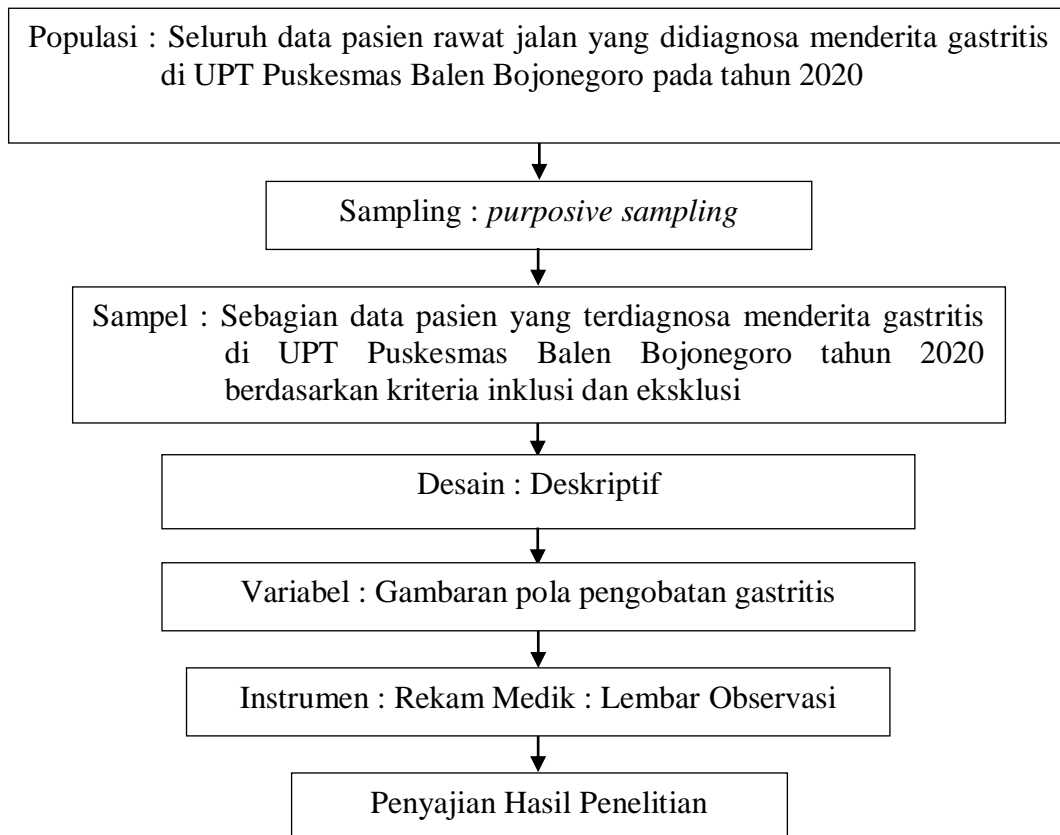 Populasi : Seluruh data pasien rawat jalan yang didiagnosa menderita gastritis
di UPT Puskesmas Balen Bojonegoro pada tahun 2020
Sampling : purposive sampling
Sampel : Sebagian data pasien yang terdiagnosa menderita gastritis
di UPT Puskesmas Balen Bojonegoro tahun 2020
berdasarkan kriteria inklusi dan eksklusi
Desain : Deskriptif
Variabel : Gambaran pola pengobatan gastritis
Instrumen : Rekam Medik : Lembar Observasi
Penyajian Hasil Penelitian